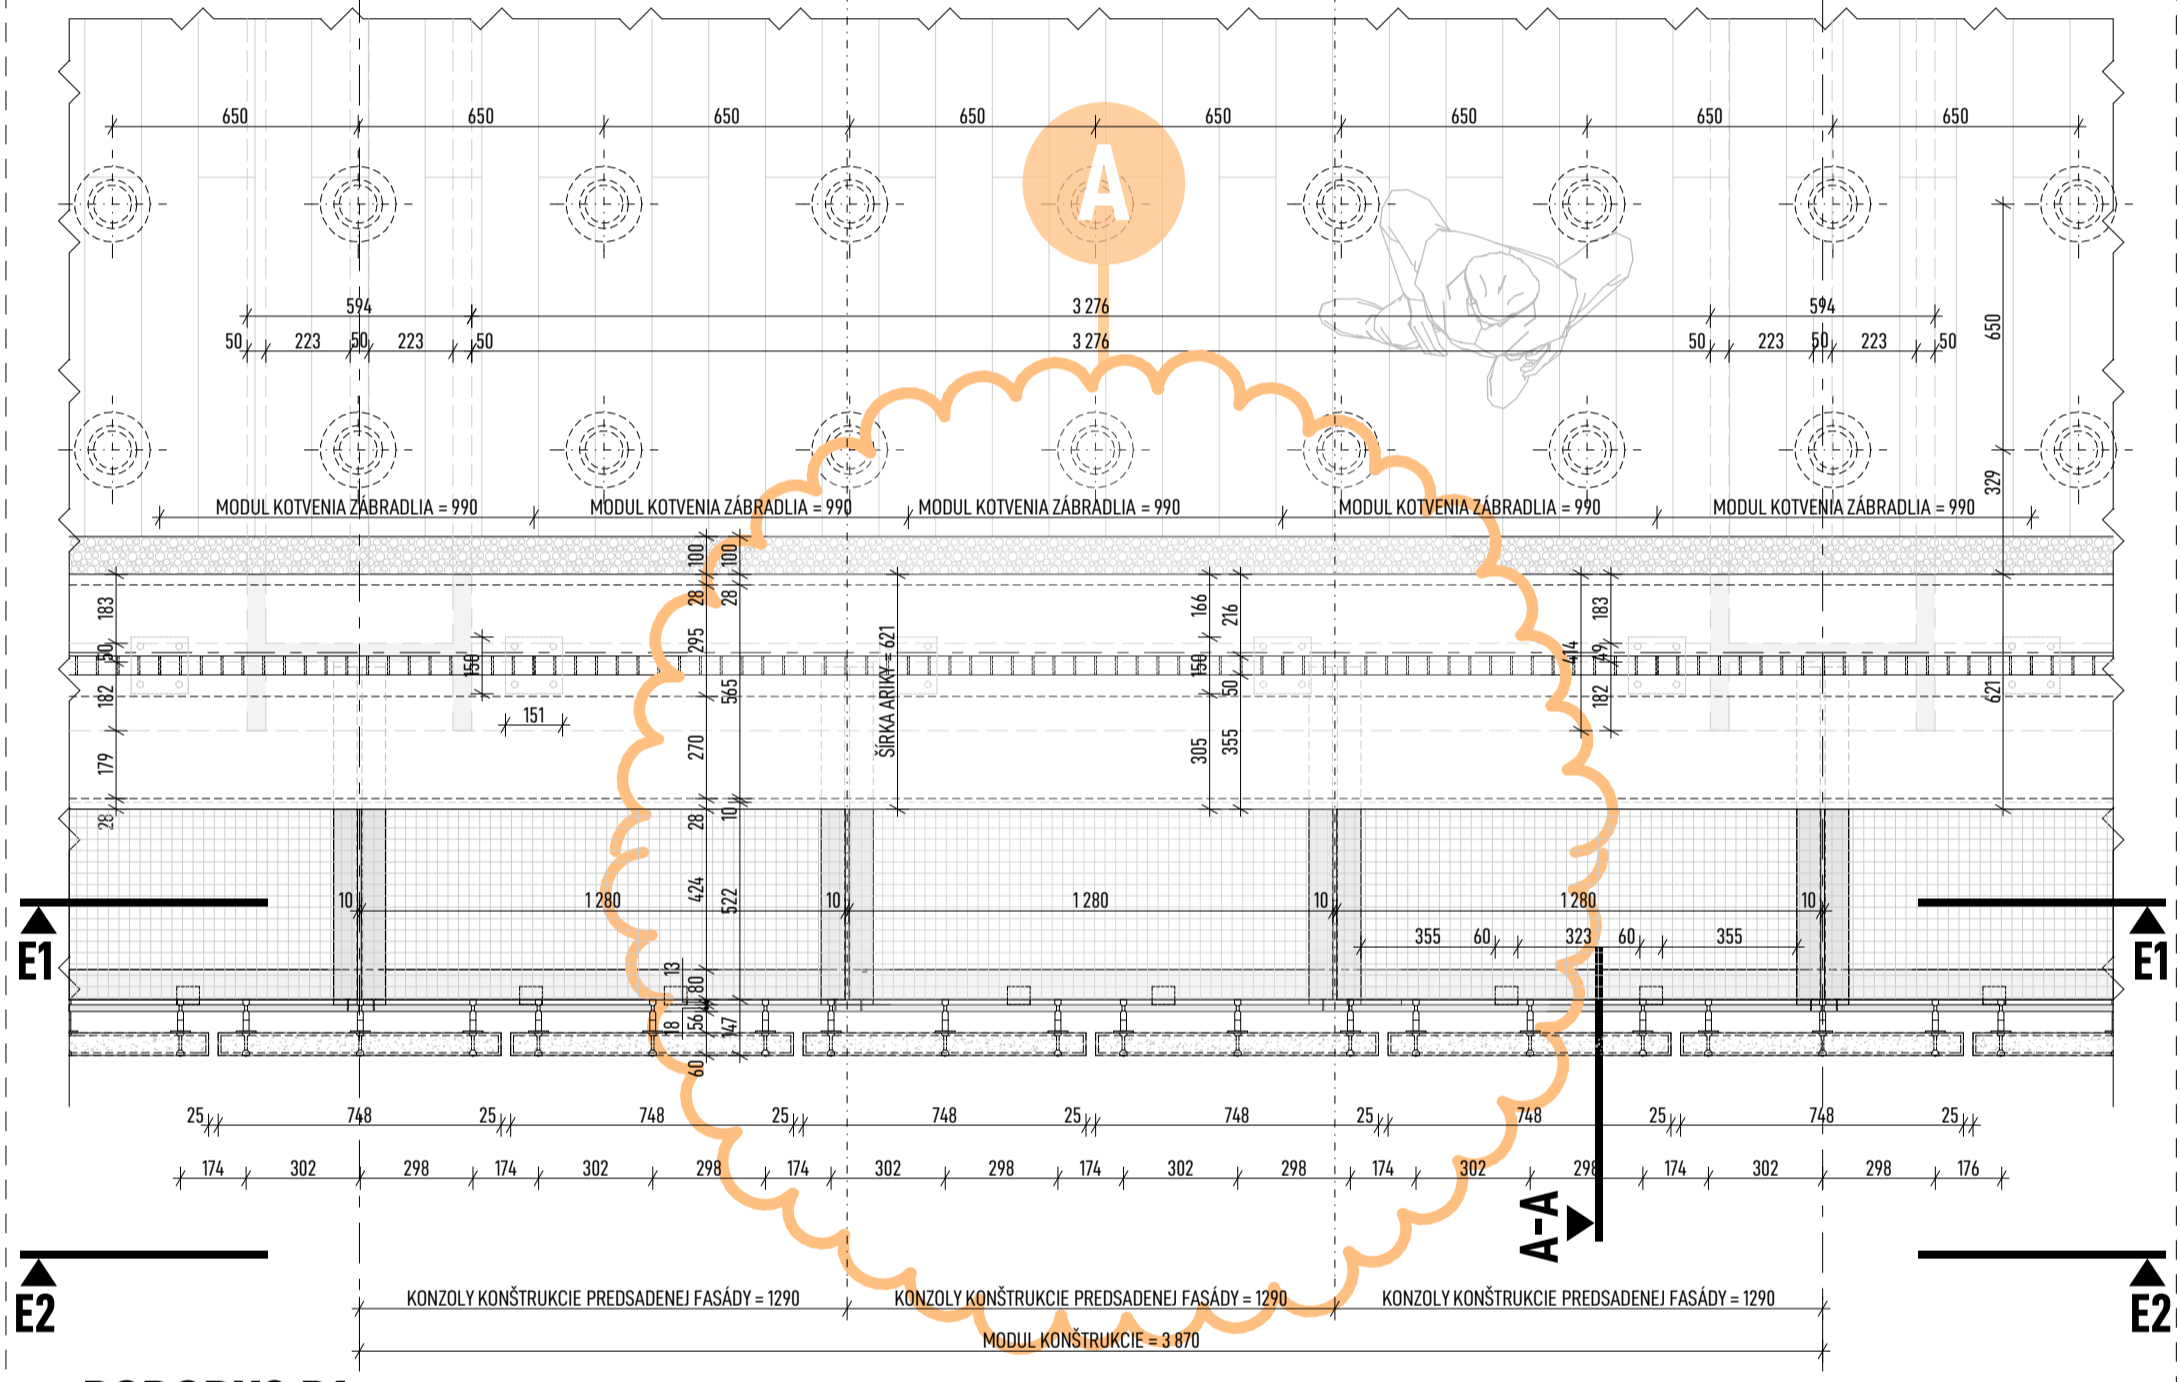 650 650 650 650 650 650 650 650
A
594 3 276 594
50 223 50 223 50 3 276 50 223 50 223 50
650
329
MODUL KOTVENIA ZÁBRADLIA = 990 MODUL KOTVENIA ZÁBRADLIA = 990 MODUL KOTVENIA ZÁBRADLIA = 990 MODUL KOTVENIA ZÁBRADLIA = 990 MODUL KOTVENIA ZÁBRADLIA = 990
183
50
182
179
28
150
151
100
28
295
270
28
424
80
13
18
56
60
100
28
565
10
522
147
ŠÍRKA ARIKY = 621
166
150
305
216
50
355
414
183
49
182
621
10 1 280 10 1 280 10 1 280 10
355 60 323 60 355
E1 E1
25 748 25 748 25 748 25 748 25 748 25 748 25
174 302 298 174 302 298 174 302 298 174 302 298 174 302 298 174 302 298 176
A-A
E2 E2
KONZOLY KONŠTRUKCIE PREDSADENEJ FASÁDY = 1290 KONZOLY KONŠTRUKCIE PREDSADENEJ FASÁDY = 1290 KONZOLY KONŠTRUKCIE PREDSADENEJ FASÁDY = 1290
MODUL KONŠTRUKCIE = 3 870